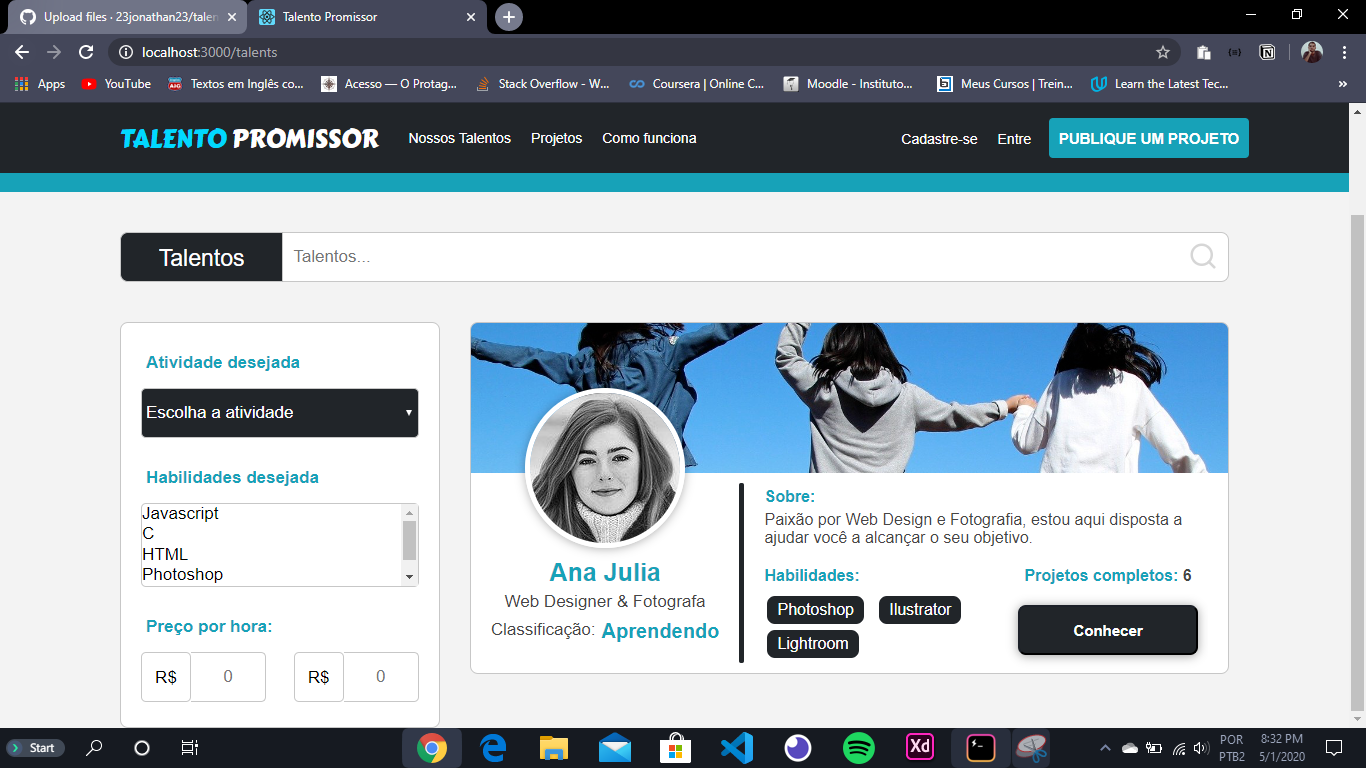 Upload files · 23jonathan23/talen
Talento Promissor
localhost:3000/talents
Apps
YouTube
Textos em Inglês co...
Acesso — O Protag...
Stack Overflow - W...
Coursera | Online C...
Moodle - Instituto...
Meus Cursos | Trein...
Learn the Latest Tec...
»
TALENTO PROMISSOR
Nossos Talentos
Projetos
Como funciona
Cadastre-se
Entre
PUBLIQUE UM PROJETO
Talentos
Talentos...
Atividade desejada
Escolha a atividade
Habilidades desejada
Javascript
C
HTML
Photoshop
Preço por hora:
R$ 0
R$ 0
Ana Julia
Web Designer & Fotografa
Classificação: Aprendendo
Sobre:
Paixão por Web Design e Fotografia, estou aqui disposta a
ajudar você a alcançar o seu objetivo.
Habilidades:
Photoshop
Ilustrator
Lightroom
Projetos completos: 6
Conhecer
Start
Xd
POR
PTB2
8:32 PM
5/1/2020